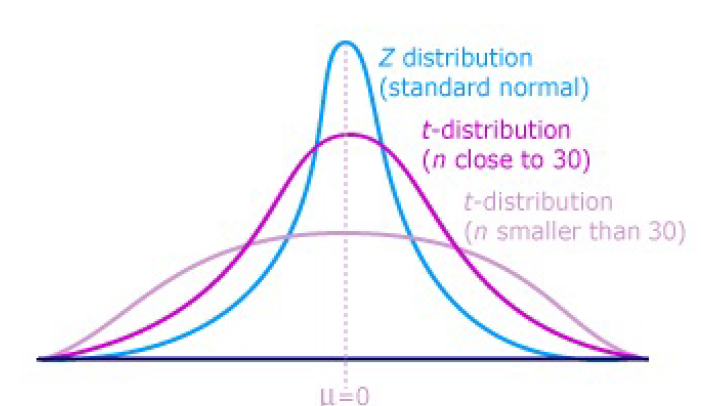 Z distribution
(standard normal)
t-distribution
(n close to 30)
t-distribution
(n smaller than 30)
μ=0